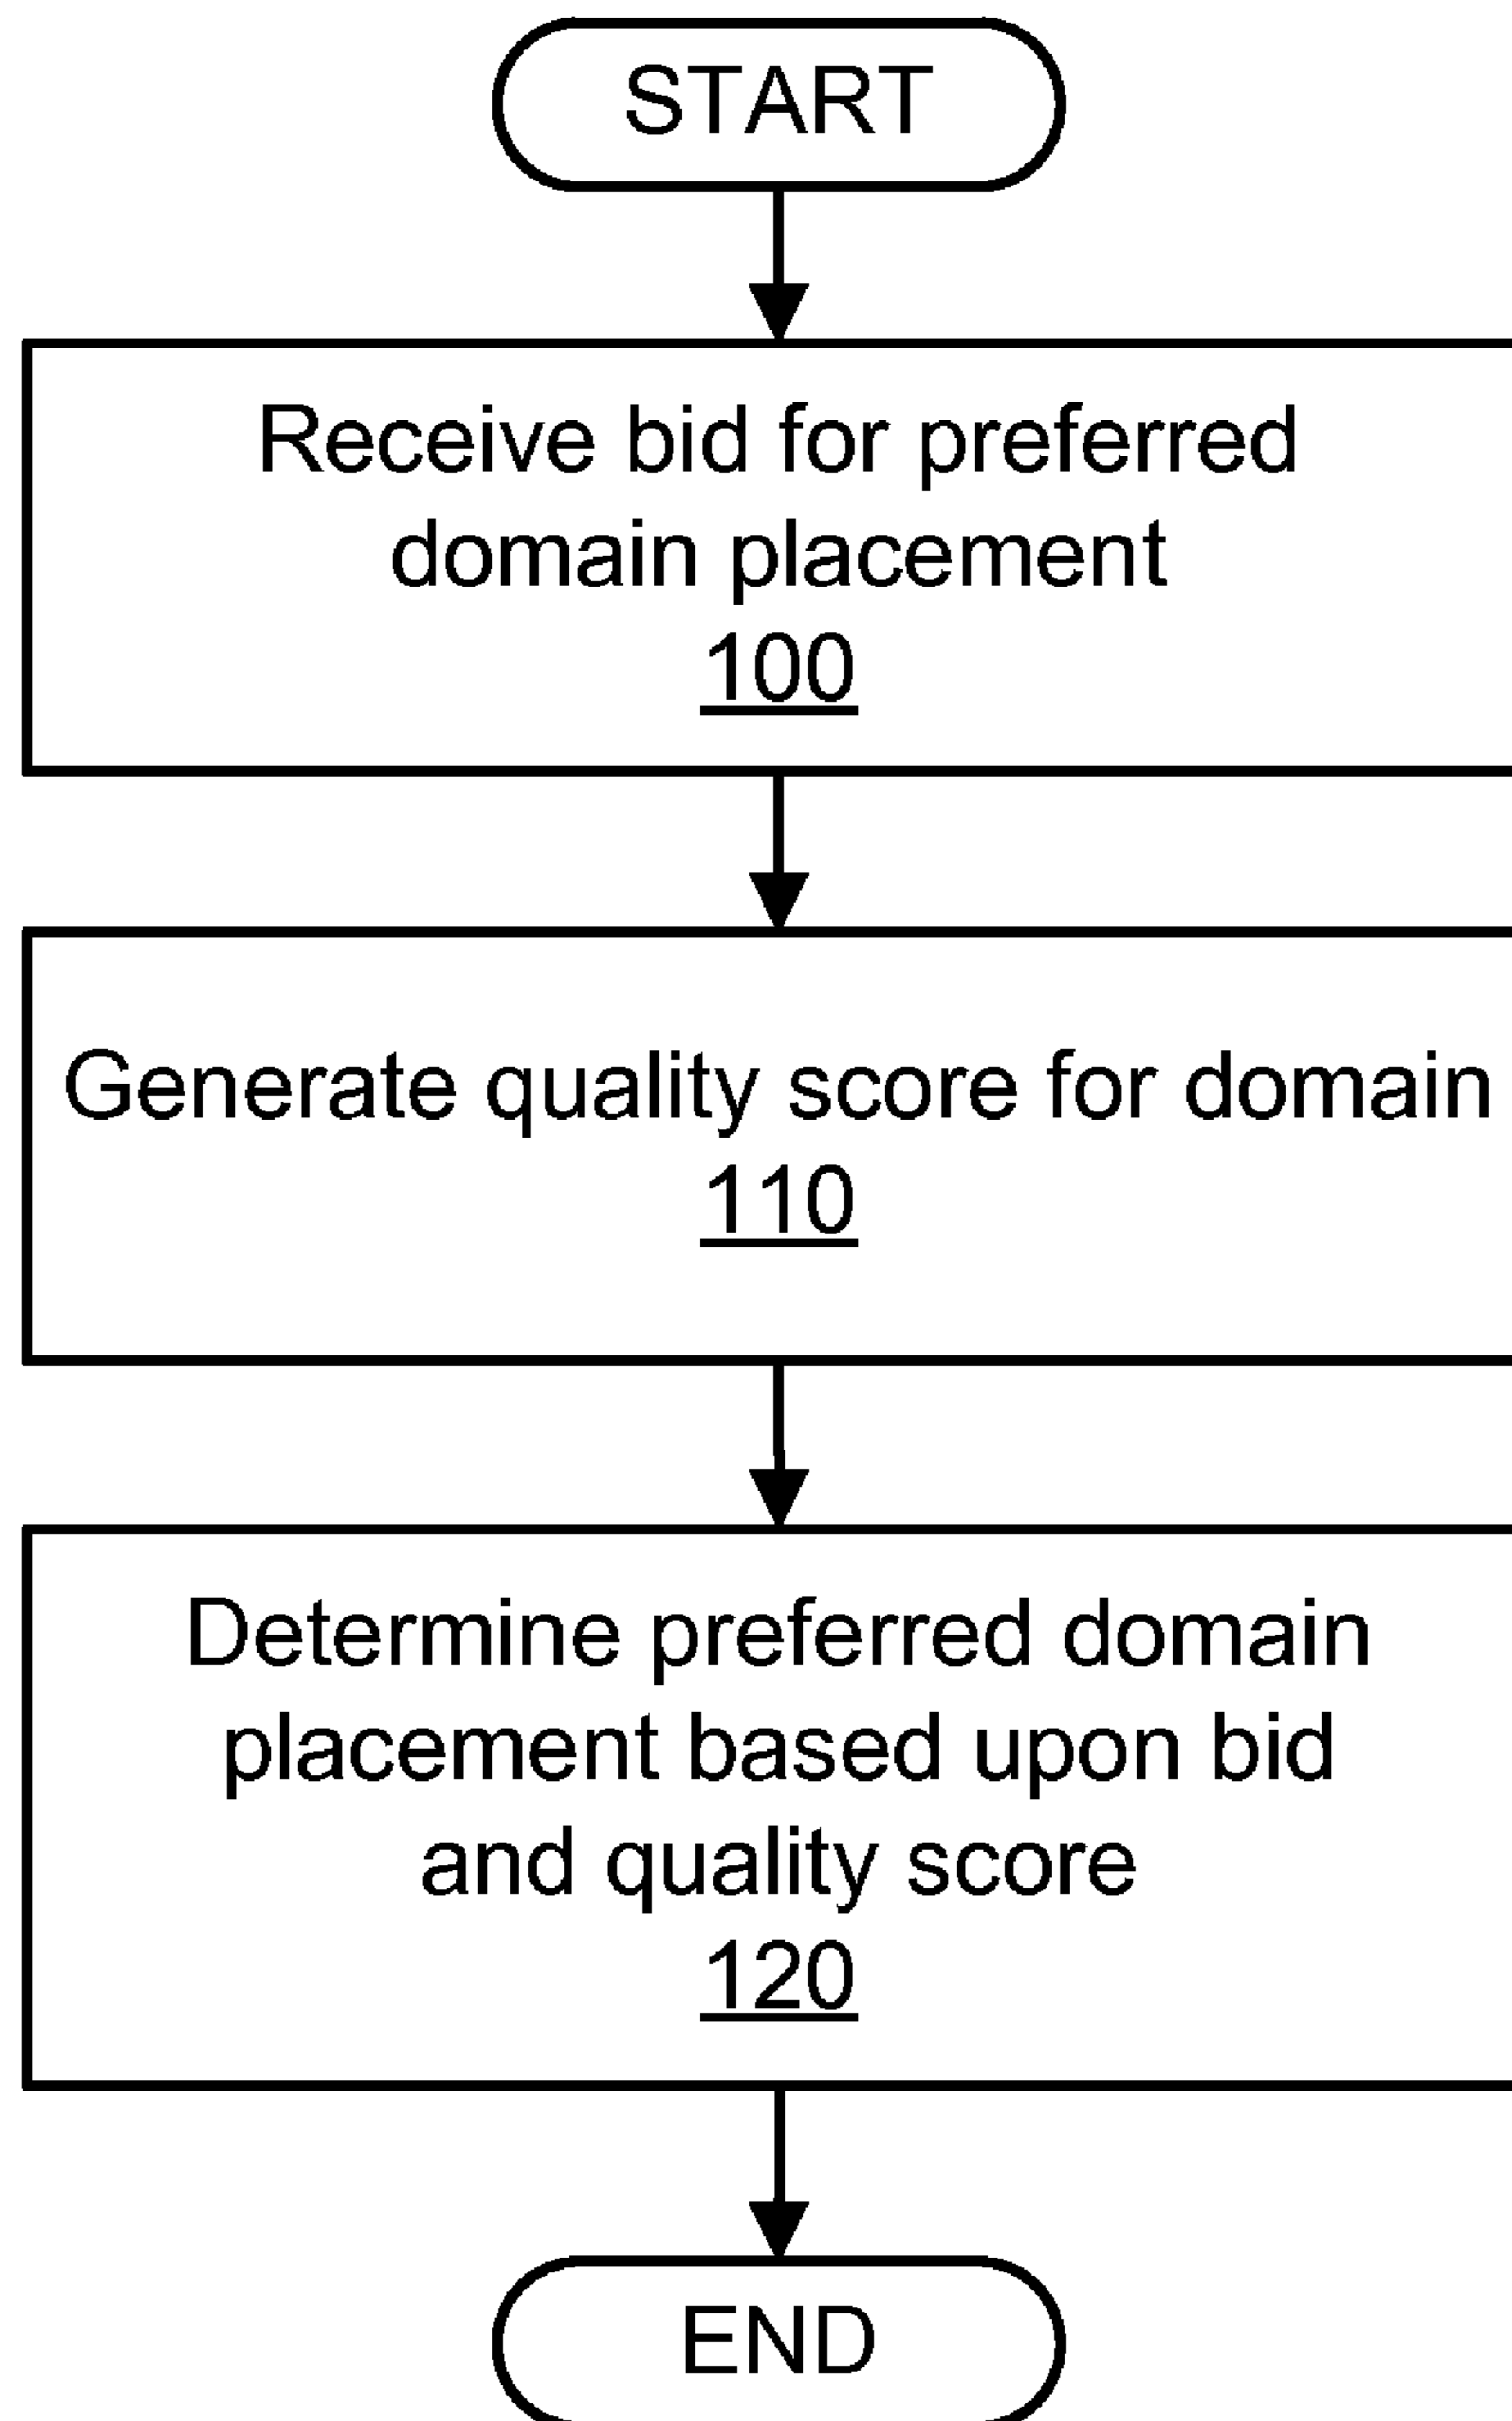 START
Receive bid for preferred
domain placement
100
Generate quality score for domain
110
Determine preferred domain
placement based upon bid
and quality score
120
END